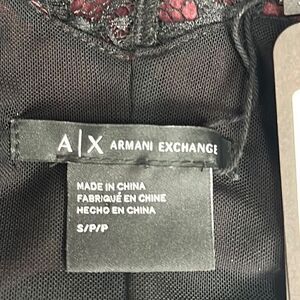 A|X ARMANI EXCHANGE
MADE IN CHINA
FABRIQUÉ EN CHINE
HECHO EN CHINA
S/P/P